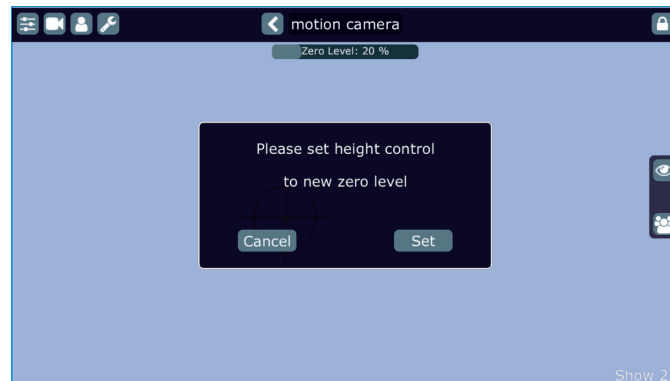 motion camera
Zero Level: 20 %
Please set height control
to new zero level
Cancel
Set
Show 2